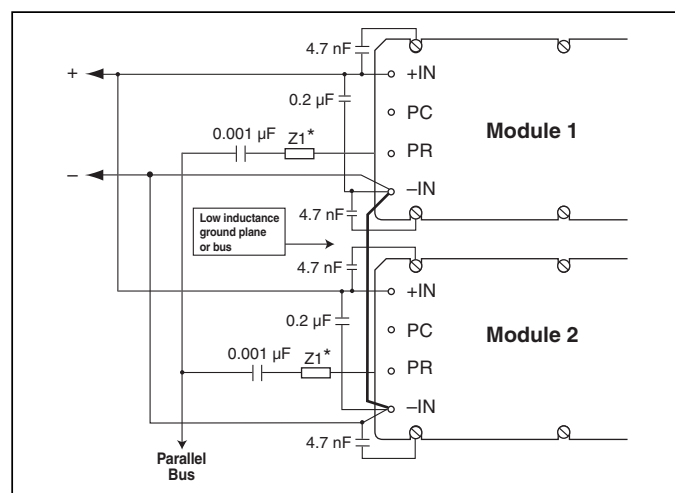 4.7 nF
+
+IN
0.2 µF
PC
Module 1
0.001 µF
Z1*
PR
–
–IN
4.7 nF
Low inductance
ground plane
or bus
4.7 nF
+IN
0.2 µF
PC
Module 2
0.001 µF
Z1*
PR
–IN
4.7 nF
Parallel
Bus